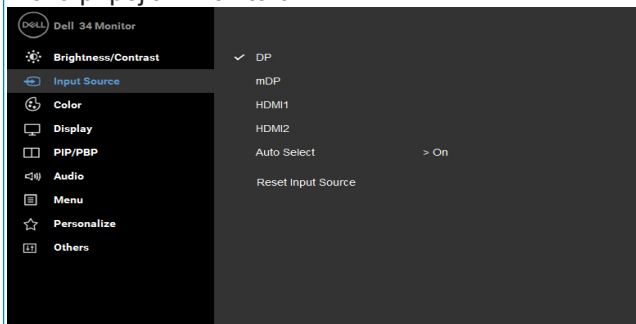 DELL Dell 34 Monitor
Brightness/Contrast
✓ DP
Input Source
mDP
Color
HDMI1
Display
HDMI2
PIP/PBP
Auto Select > On
Audio
Reset Input Source
Menu
Personalize
Others